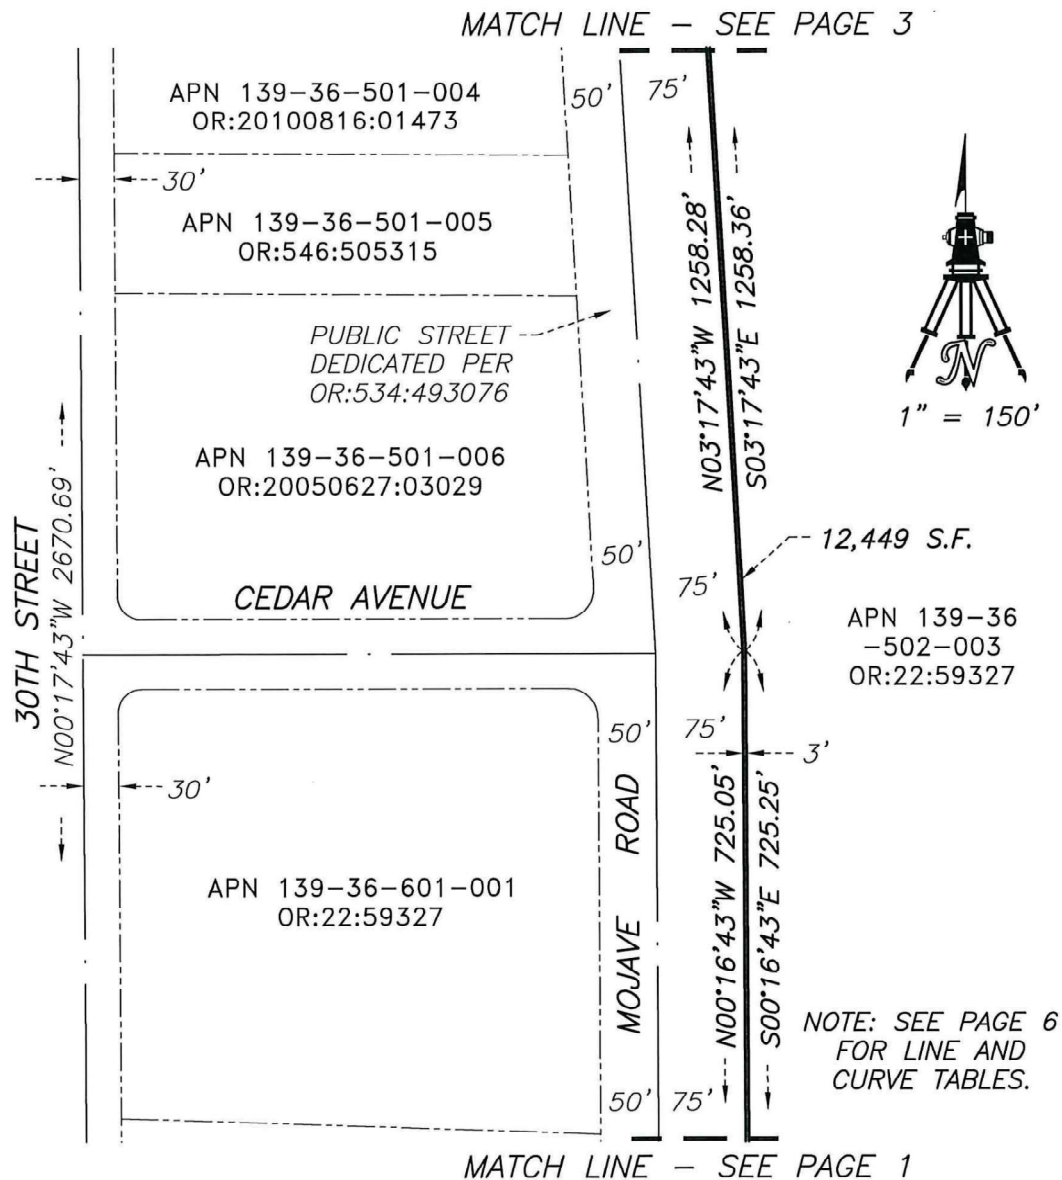 MATCH LINE – SEE PAGE 3
APN 139-36-501-004
OR:20100816:01473
50'
75'
30'
APN 139-36-501-005
OR:546:505315
PUBLIC STREET
DEDICATED PER
OR:534:493076
N03°17'43"W 1258.28'
S03°17'43"E 1258.36'
N
1" = 150'
APN 139-36-501-006
OR:20050627:03029
30TH STREET
N00°17'43"W 2670.69'
50'
75'
12,449 S.F.
CEDAR AVENUE
APN 139-36
-502-003
OR:22:59327
50'
75'
3'
30'
MOJAVE ROAD
N00°16'43"W 725.05'
S00°16'43"E 725.25'
APN 139-36-601-001
OR:22:59327
NOTE: SEE PAGE 6
FOR LINE AND
CURVE TABLES.
50'
75'
MATCH LINE – SEE PAGE 1